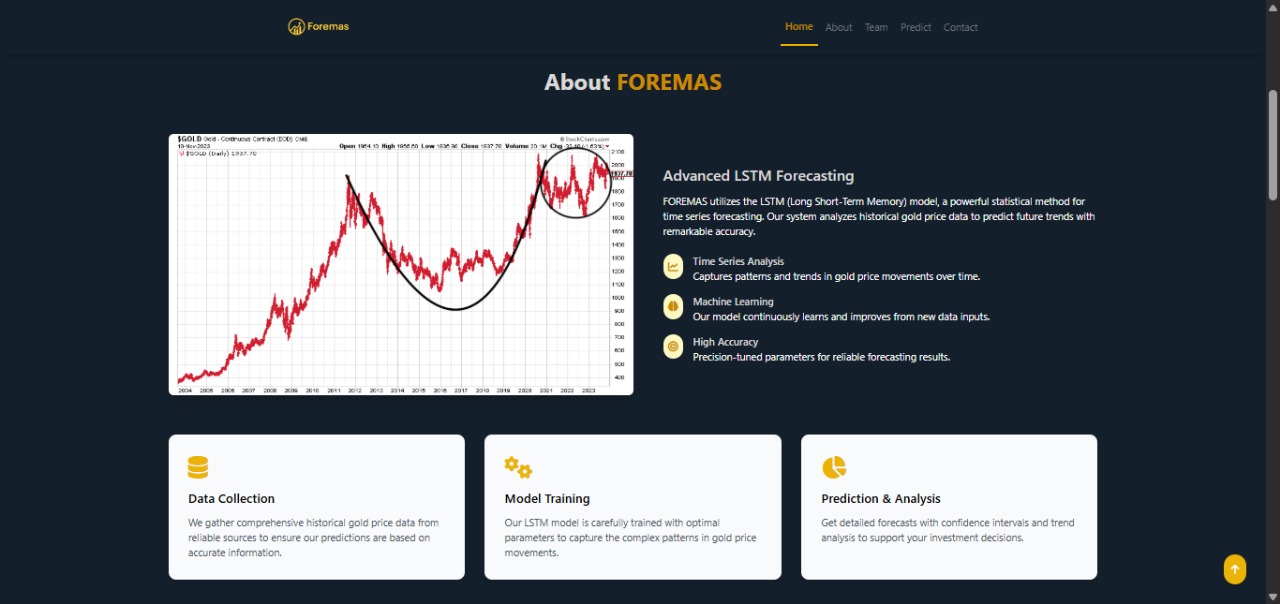 Foremas
Home About Team Predict Contact
About FOREMAS
$GOLD Gold - Continuous Contract (EOD) CME
© StockCharts.com
10-Nov-2023
Open 1964.10 High 1965.60 Low 1936.90 Close 1937.70
$GOLD (Daily) 1937.70
2100
2000
1937.70
1900
1800
1700
1600
1500
1400
1300
1200
1100
1000
900
800
700
600
500
400
2004 2005 2006 2007 2008 2009 2010 2011 2012 2013 2014 2015 2016 2017 2018 2019 2020 2021 2022 2023
Advanced LSTM Forecasting
FOREMAS utilizes the LSTM (Long Short-Term Memory) model, a powerful statistical method for
time series forecasting. Our system analyzes historical gold price data to predict future trends with
remarkable accuracy.
Time Series Analysis
Captures patterns and trends in gold price movements over time.
Machine Learning
Our model continuously learns and improves from new data inputs.
High Accuracy
Precision-tuned parameters for reliable forecasting results.
Data Collection
We gather comprehensive historical gold price data from
reliable sources to ensure our predictions are based on
accurate information.
Model Training
Our LSTM model is carefully trained with optimal
parameters to capture the complex patterns in gold price
movements.
Prediction & Analysis
Get detailed forecasts with confidence intervals and trend
analysis to support your investment decisions.